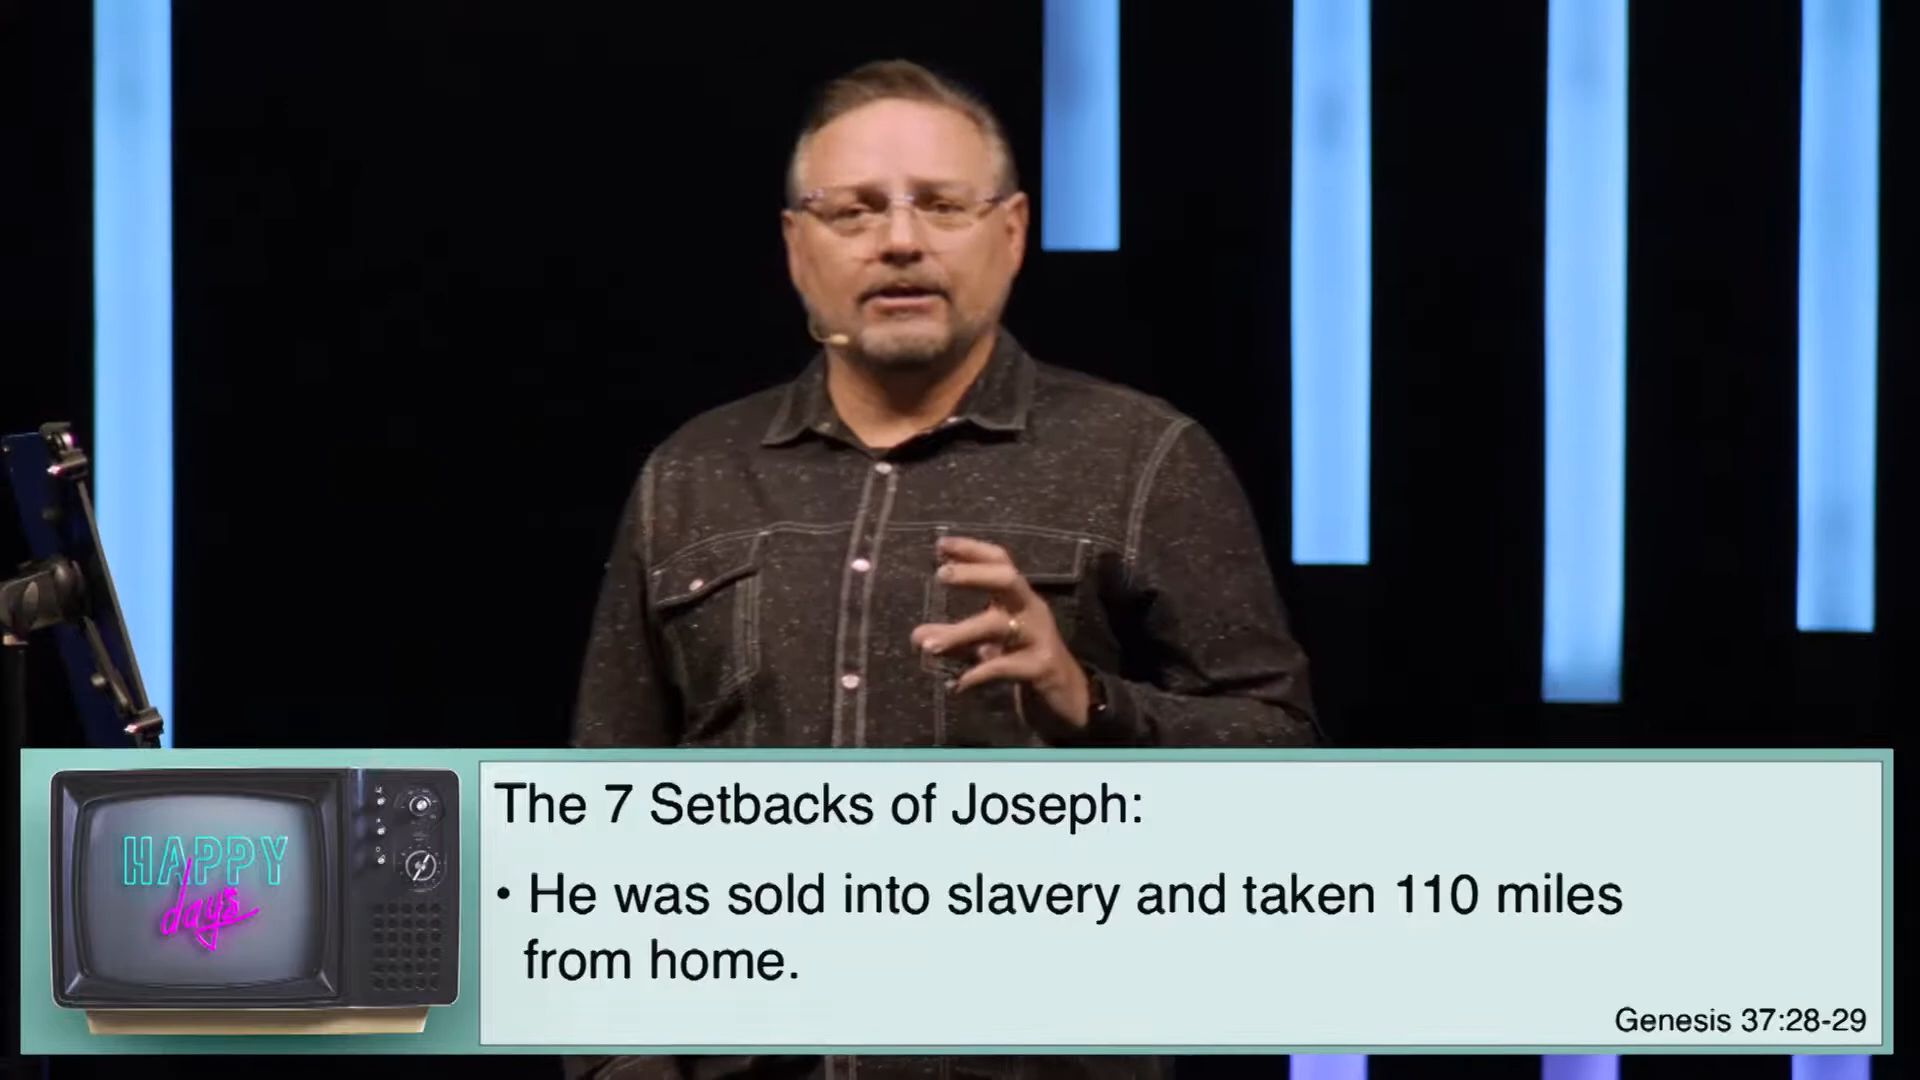 HAPPY
days
The 7 Setbacks of Joseph:
• He was sold into slavery and taken 110 miles
from home.
Genesis 37:28-29